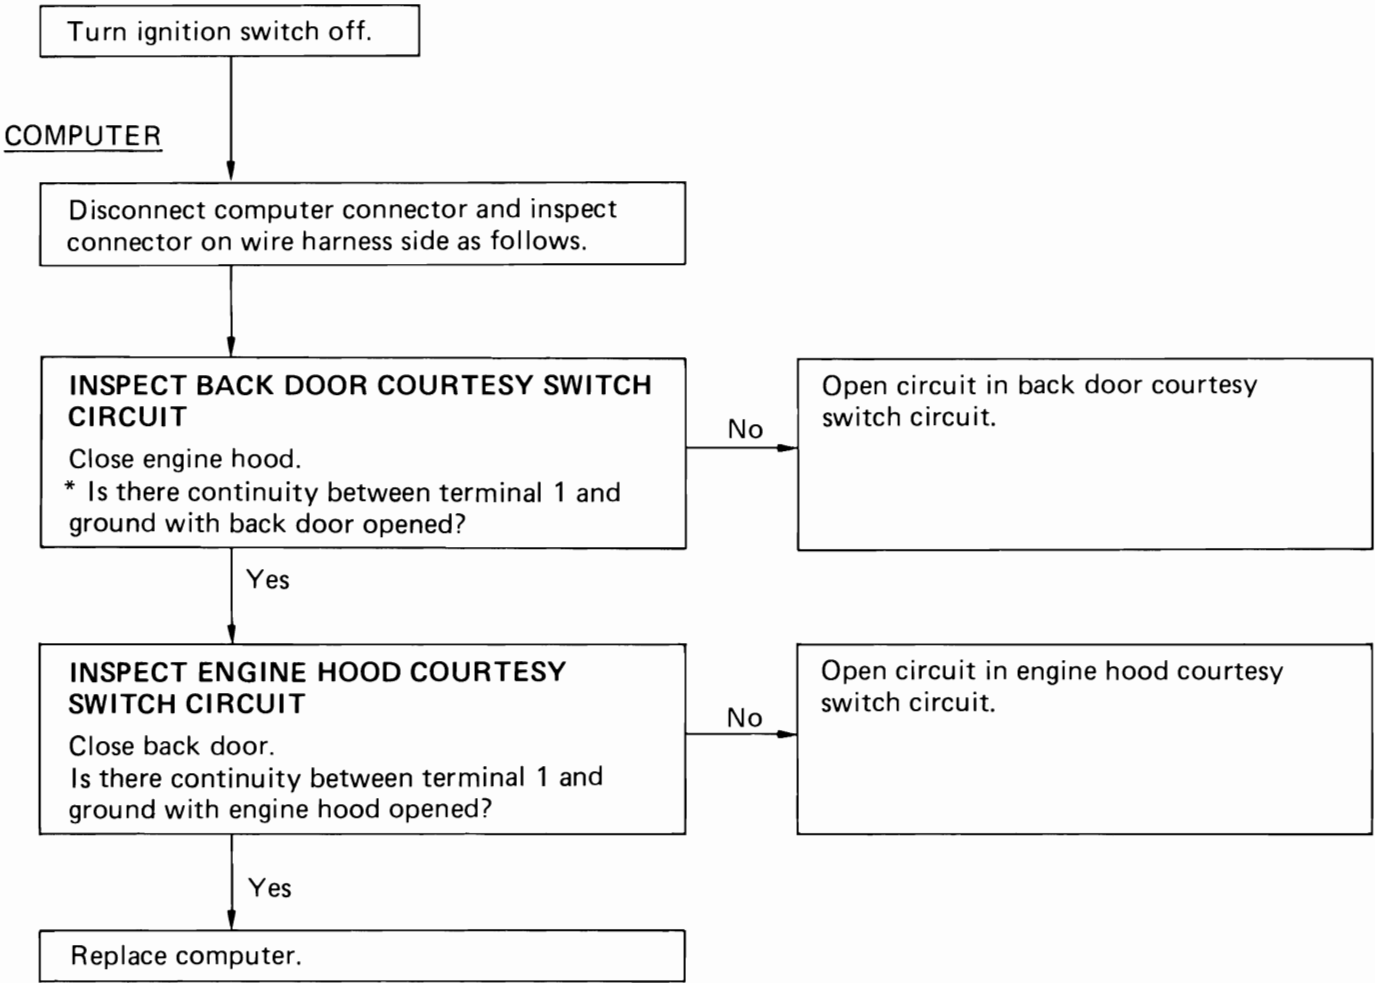 Turn ignition switch off.
COMPUTER
Disconnect computer connector and inspect
connector on wire harness side as follows.
INSPECT BACK DOOR COURTESY SWITCH
CIRCUIT
Close engine hood.
* Is there continuity between terminal 1 and
ground with back door opened?
No
Open circuit in back door courtesy
switch circuit.
Yes
INSPECT ENGINE HOOD COURTESY
SWITCH CIRCUIT
Close back door.
Is there continuity between terminal 1 and
ground with engine hood opened?
No
Open circuit in engine hood courtesy
switch circuit.
Yes
Replace computer.